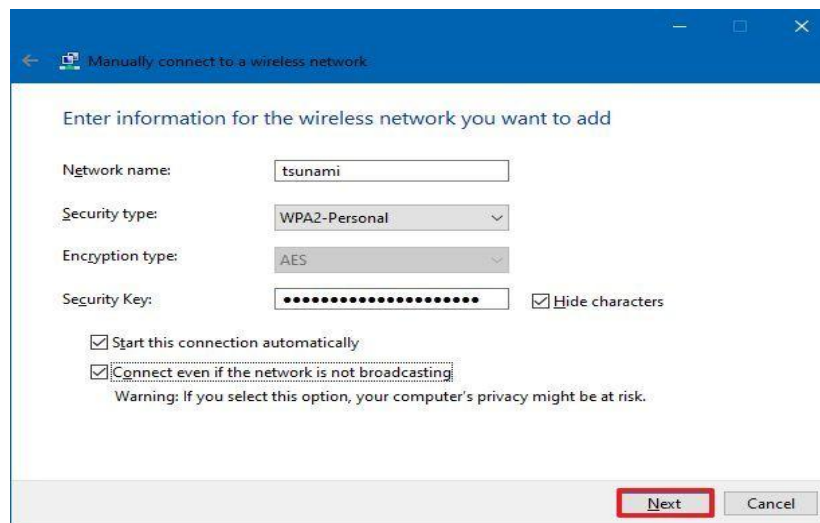 Manually connect to a wireless network
Enter information for the wireless network you want to add
Network name: tsunami
Security type: WPA2-Personal
Encryption type: AES
Security Key: ●●●●●●●●●●●●●●●●●●●●● Hide characters
Start this connection automatically
Connect even if the network is not broadcasting
Warning: If you select this option, your computer's privacy might be at risk.
Next Cancel